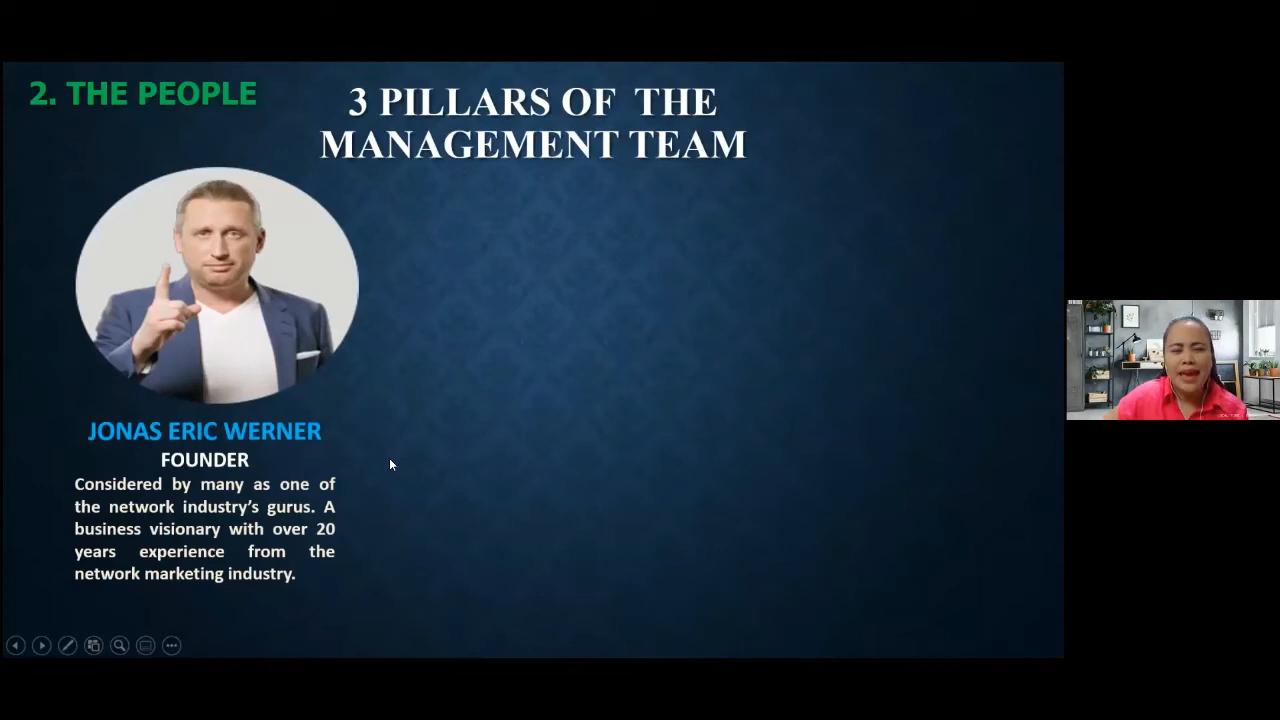 2. THE PEOPLE
3 PILLARS OF THE
MANAGEMENT TEAM
JONAS ERIC WERNER
FOUNDER
Considered by many as one of
the network industry's gurus. A
business visionary with over 20
years experience from the
network marketing industry.